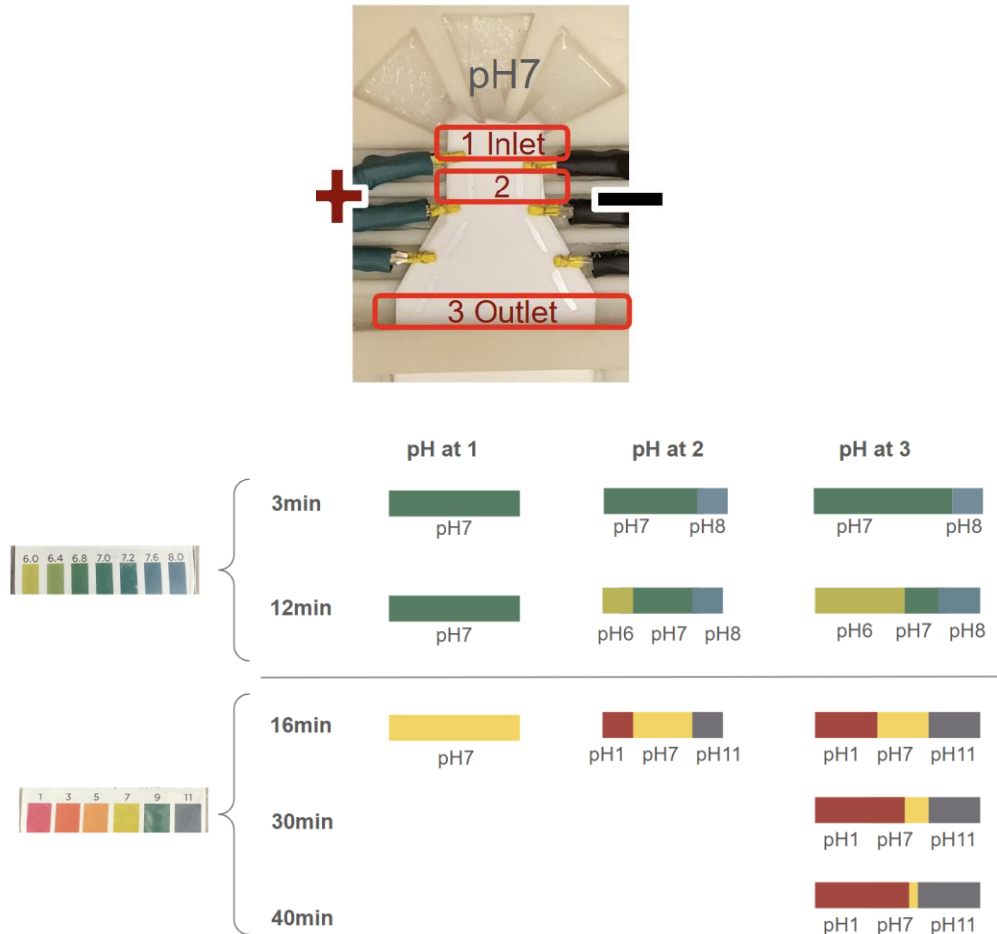 pH7
1 Inlet
2
+ −
3 Outlet
pH at 1 pH at 2 pH at 3
3min
pH7 pH7 pH8 pH7 pH8
6.0 6.4 6.8 7.0 7.2 7.6 8.0
12min
pH7 pH6 pH7 pH8 pH6 pH7 pH8
16min
pH7 pH1 pH7 pH11 pH1 pH7 pH11
1 3 5 7 9 11
30min
pH1 pH7 pH11
40min
pH1 pH7 pH11